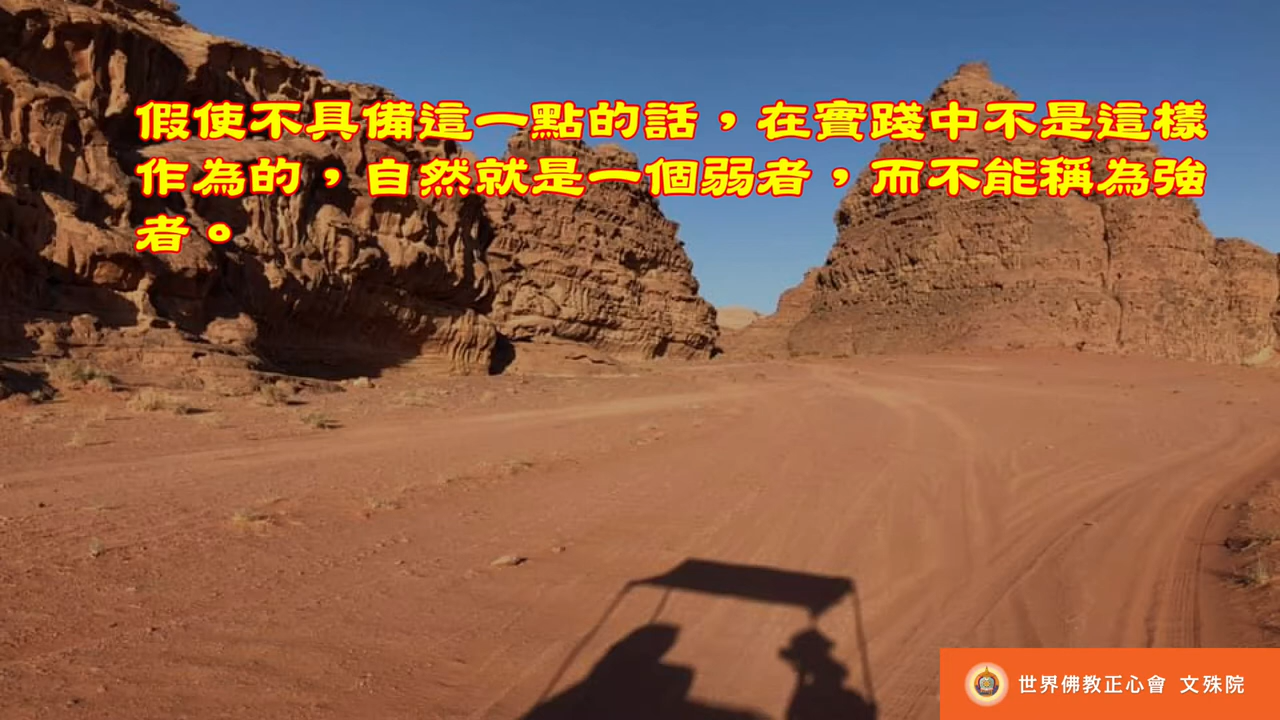 假使不具備這一點的話，在實踐中不是這樣
作為的，自然就是一個弱者，而不能稱為強
者。
世界佛教正心會 文殊院